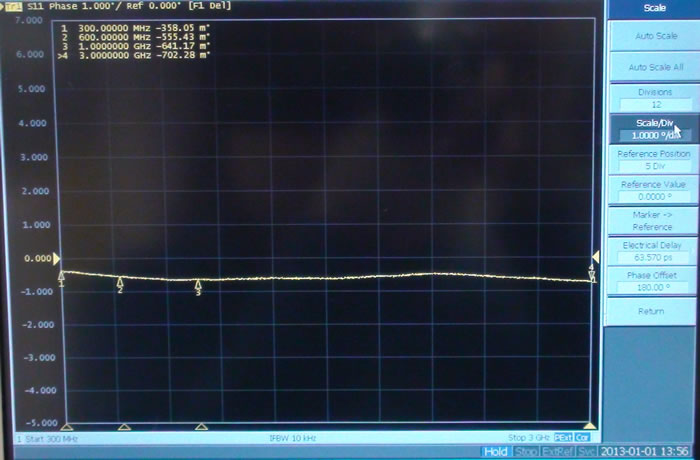 Tr1 S11 Phase 1.000°/ Ref 0.000° [F1 Del]
1 300.00000 MHz -358.05 m°
2 600.00000 MHz -555.43 m°
3 1.0000000 GHz -641.17 m°
>4 3.0000000 GHz -702.28 m°
7.000
6.000
5.000
4.000
3.000
2.000
1.000
0.000
-1.000
-2.000
-3.000
-4.000
-5.000
1
2
3
4
1
1 Start 300 MHz
IFBW 10 kHz
Stop 3 GHz PExt Cor
Scale
Auto Scale
Auto Scale All
Divisions
12
Scale/Div
1.0000 °/div
Reference Position
5 Div
Reference Value
0.0000 °
Marker ->
Reference
Electrical Delay
63.570 ps
Phase Offset
180.00 °
Return
Hold Stop ExtRef Svc 2013-01-01 13:56